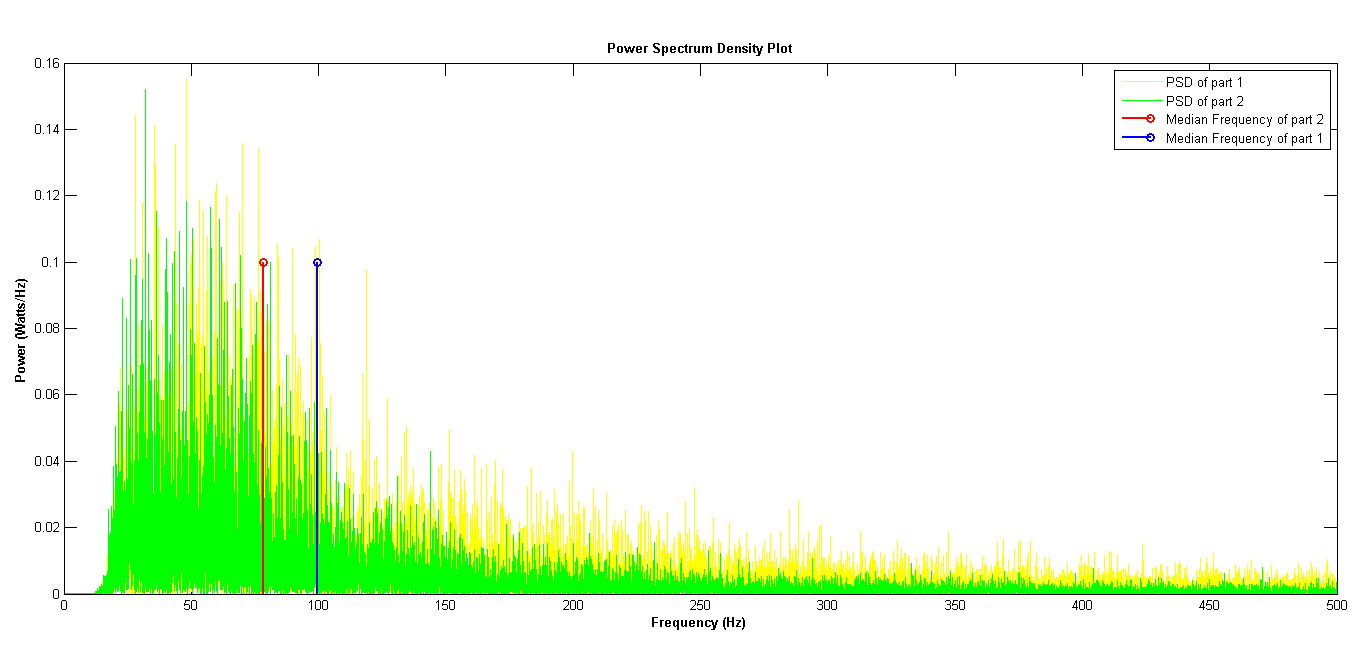 Power Spectrum Density Plot
PSD of part 1
PSD of part 2
Median Frequency of part 2
Median Frequency of part 1
Power (Watts/Hz)
0.16
0.14
0.12
0.1
0.08
0.06
0.04
0.02
0
0 50 100 150 200 250 300 350 400 450 500
Frequency (Hz)